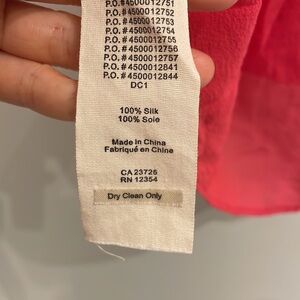 P.O.#4500012751
P.O.#4500012752
P.O.#4500012753
P.O.#4500012754
P.O.#4500012755
P.O.#4500012756
P.O.#4500012757
P.O.#4500012841
P.O.#4500012844
DC1
100% Silk
100% Soie
Made in China
Fabriqué en Chine
CA 23725
RN 12354
Dry Clean Only